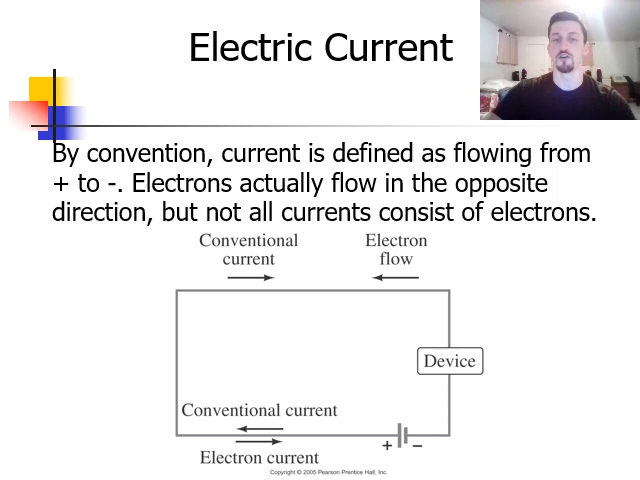 Electric Current
By convention, current is defined as flowing from
+ to -. Electrons actually flow in the opposite
direction, but not all currents consist of electrons.
Conventional
current
Electron
flow
Device
Conventional current
Electron current
+ −
Copyright © 2005 Pearson Prentice Hall, Inc.